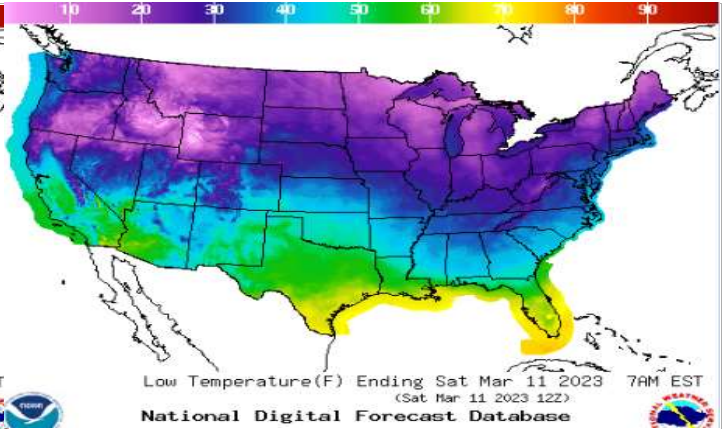 10 20 30 40 50 60 70 80 90
Low Temperature(F) Ending Sat Mar 11 2023 7AM EST
(Sat Mar 11 2023 12Z)
National Digital Forecast Database